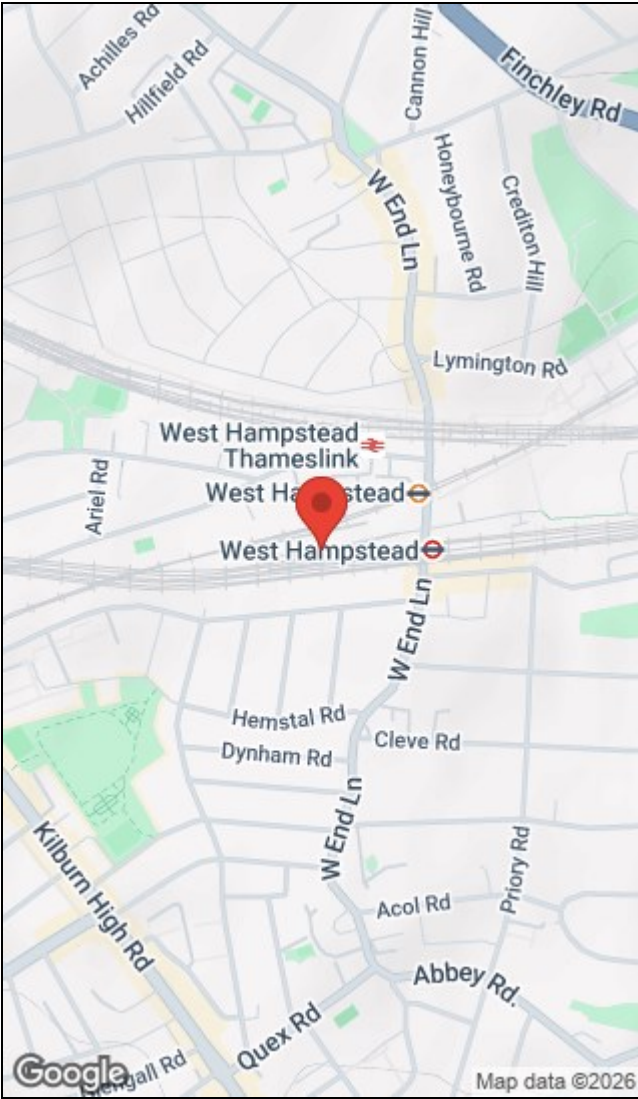 Achilles Rd
Hillfield Rd
Cannon Hill
Finchley Rd
Honeybourne Rd
Crediton Hill
W End Ln
Lymington Rd
West Hampstead
Thameslink
West Hampstead
Ariel Rd
West Hampstead
W End Ln
Hemstal Rd
Dynham Rd
Cleve Rd
W End Ln
Kilburn High Rd
Priory Rd
Acol Rd
Abbey Rd.
Quex Rd
Google
Map data ©2026